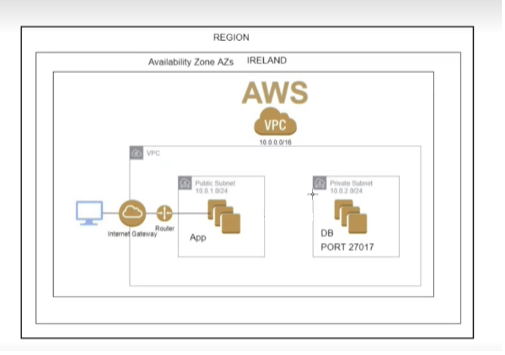 REGION
Availability Zone AZs IRELAND
AWS
VPC
10.0.0.0/16
VPC
Public Subnet
10.0.1.0/24
Private Subnet
10.0.2.0/24
Internet Gateway
Router
App
DB
PORT 27017